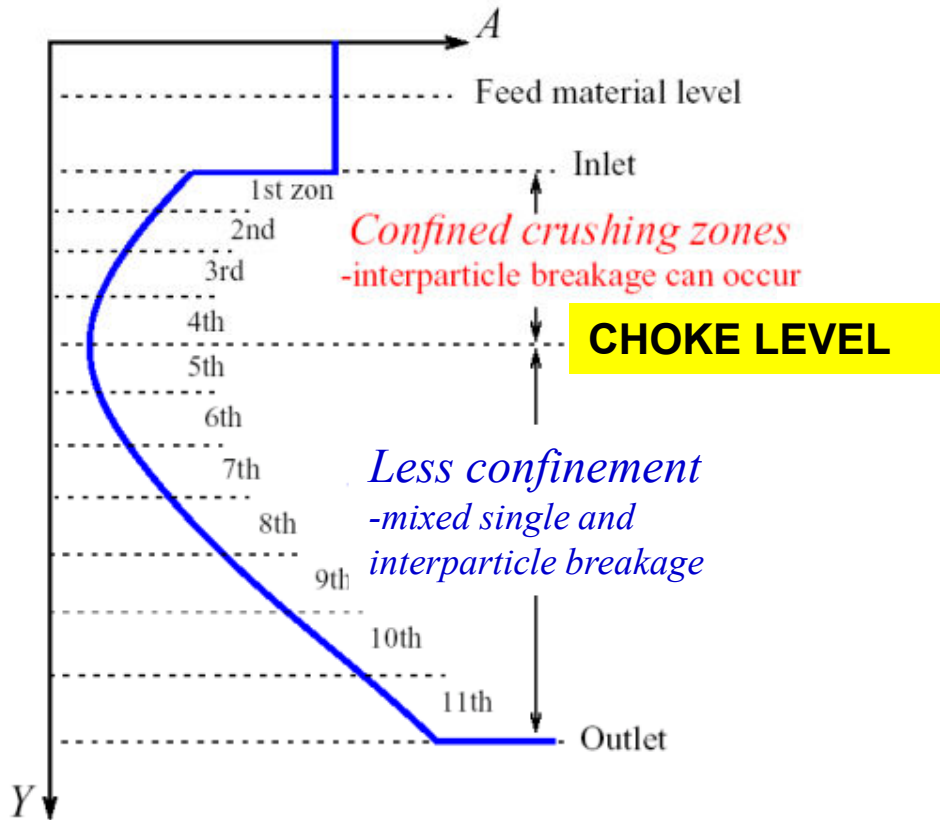 A
Feed material level
Inlet
1st zon
2nd
Confined crushing zones
-interparticle breakage can occur
3rd
4th
CHOKE LEVEL
5th
6th
7th
Less confinement
-mixed single and
interparticle breakage
8th
9th
10th
11th
Outlet
Y